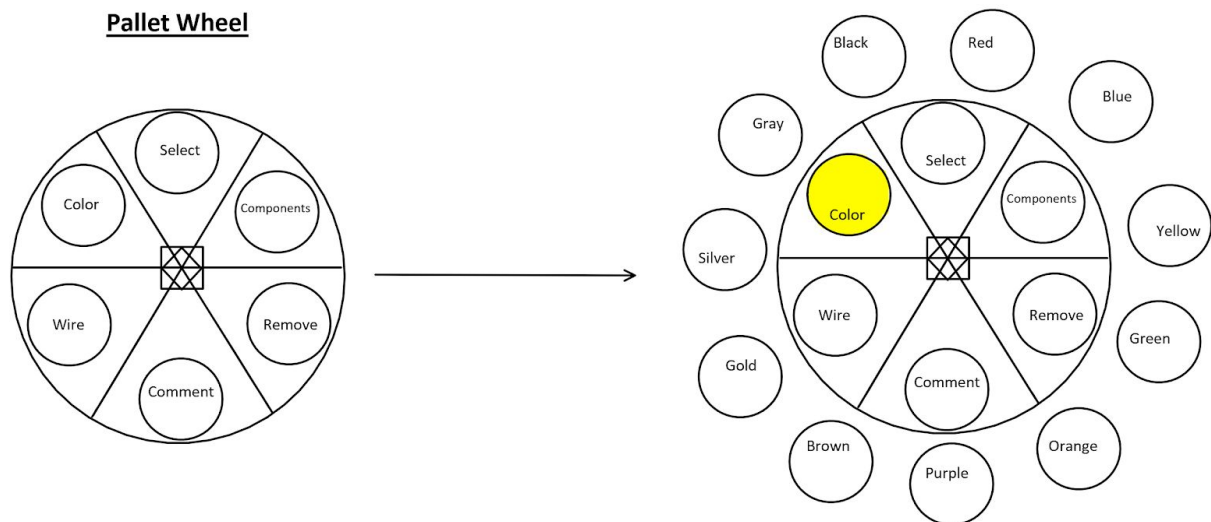 Pallet Wheel
Select
Color
Components
Wire
Remove
Comment
Black
Red
Blue
Gray
Select
Components
Color
Yellow
Silver
Wire
Remove
Green
Gold
Comment
Brown
Orange
Purple